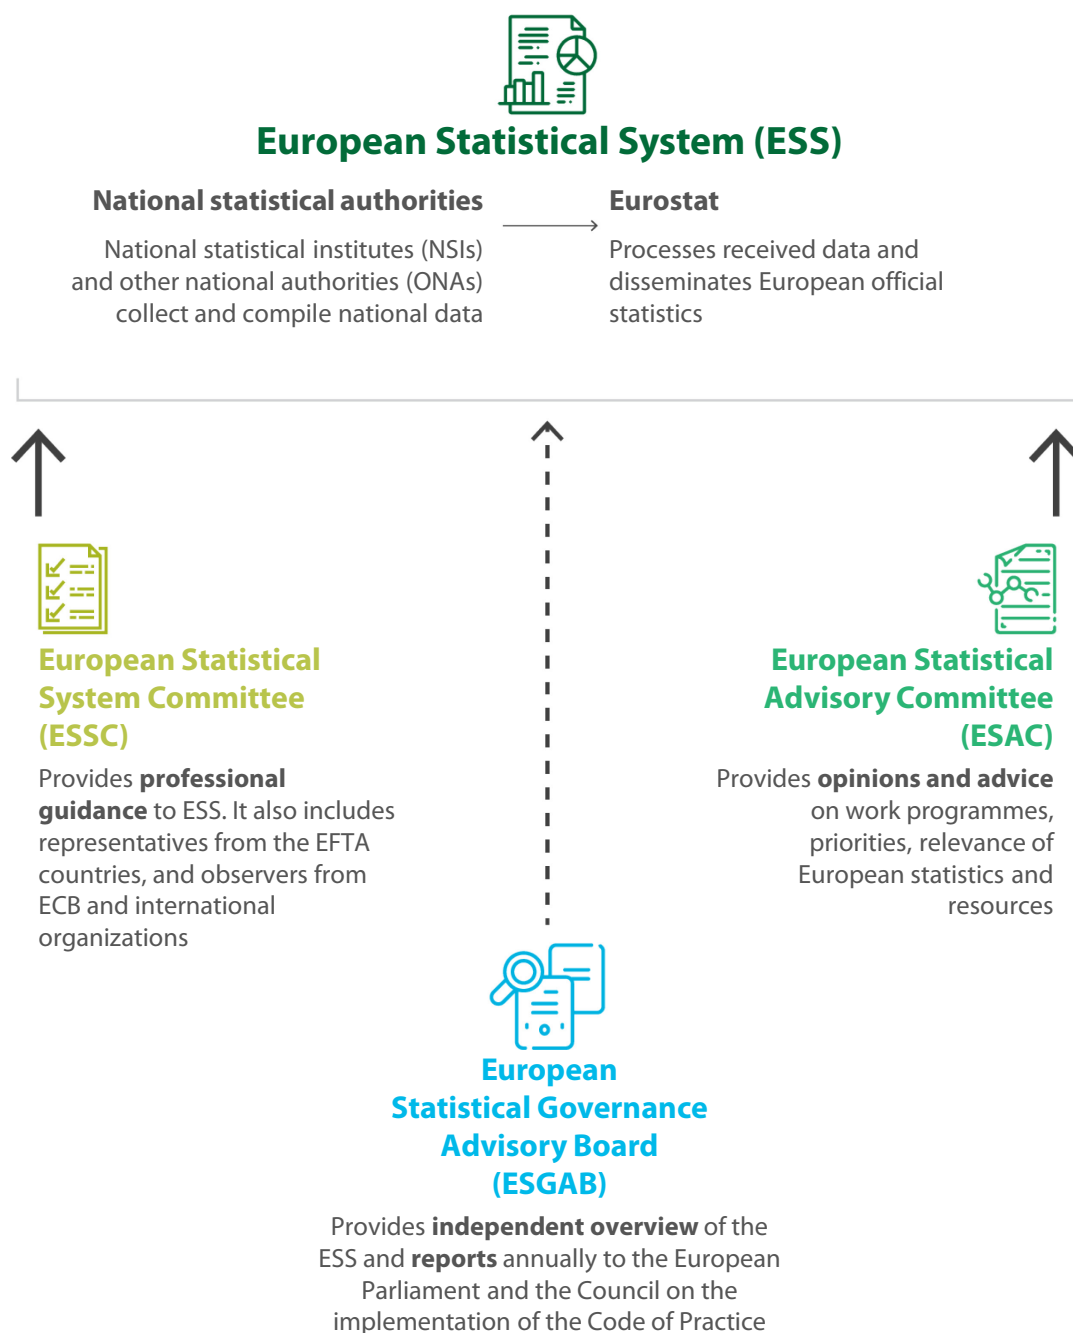 European Statistical System (ESS)
National statistical authorities
National statistical institutes (NSIs)
and other national authorities (ONAs)
collect and compile national data
Eurostat
Processes received data and
disseminates European official
statistics
European Statistical
System Committee
(ESSC)
Provides professional
guidance to ESS. It also includes
representatives from the EFTA
countries, and observers from
ECB and international
organizations
European Statistical
Advisory Committee
(ESAC)
Provides opinions and advice
on work programmes,
priorities, relevance of
European statistics and
resources
European
Statistical Governance
Advisory Board
(ESGAB)
Provides independent overview of the
ESS and reports annually to the European
Parliament and the Council on the
implementation of the Code of Practice